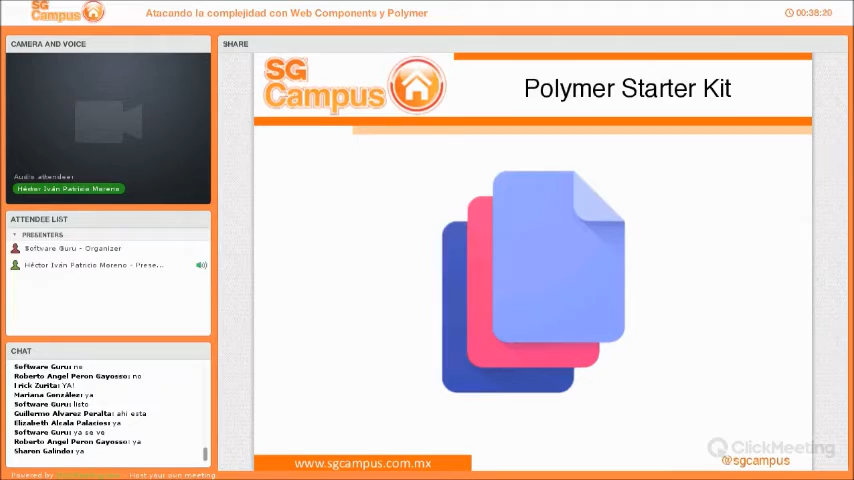 SG
Campus
Atacando la complejidad con Web Components y Polymer
00:38:20
CAMERA AND VOICE
Audio attendee:
Héctor Iván Patricio Moreno
ATTENDEE LIST
PRESENTERS
Software Guru - Organizer
Héctor Iván Patricio Moreno - Prese...
CHAT
Software Guru: no
Roberto Angel Peron Gayosso: no
Irick Zurita: YA!
Mariana González: ya
Software Guru: listo
Guillermo Alvarez Peralta: ahi esta
Elizabeth Alcala Palacios: ya
Software Guru: ya se ve
Roberto Angel Peron Gayosso: ya
Sharon Galindo: ya
Powered by
Host your own meeting
SHARE
SG
Campus
Polymer Starter Kit
www.sgcampus.com.mx
ClickMeeting
@sgcampus